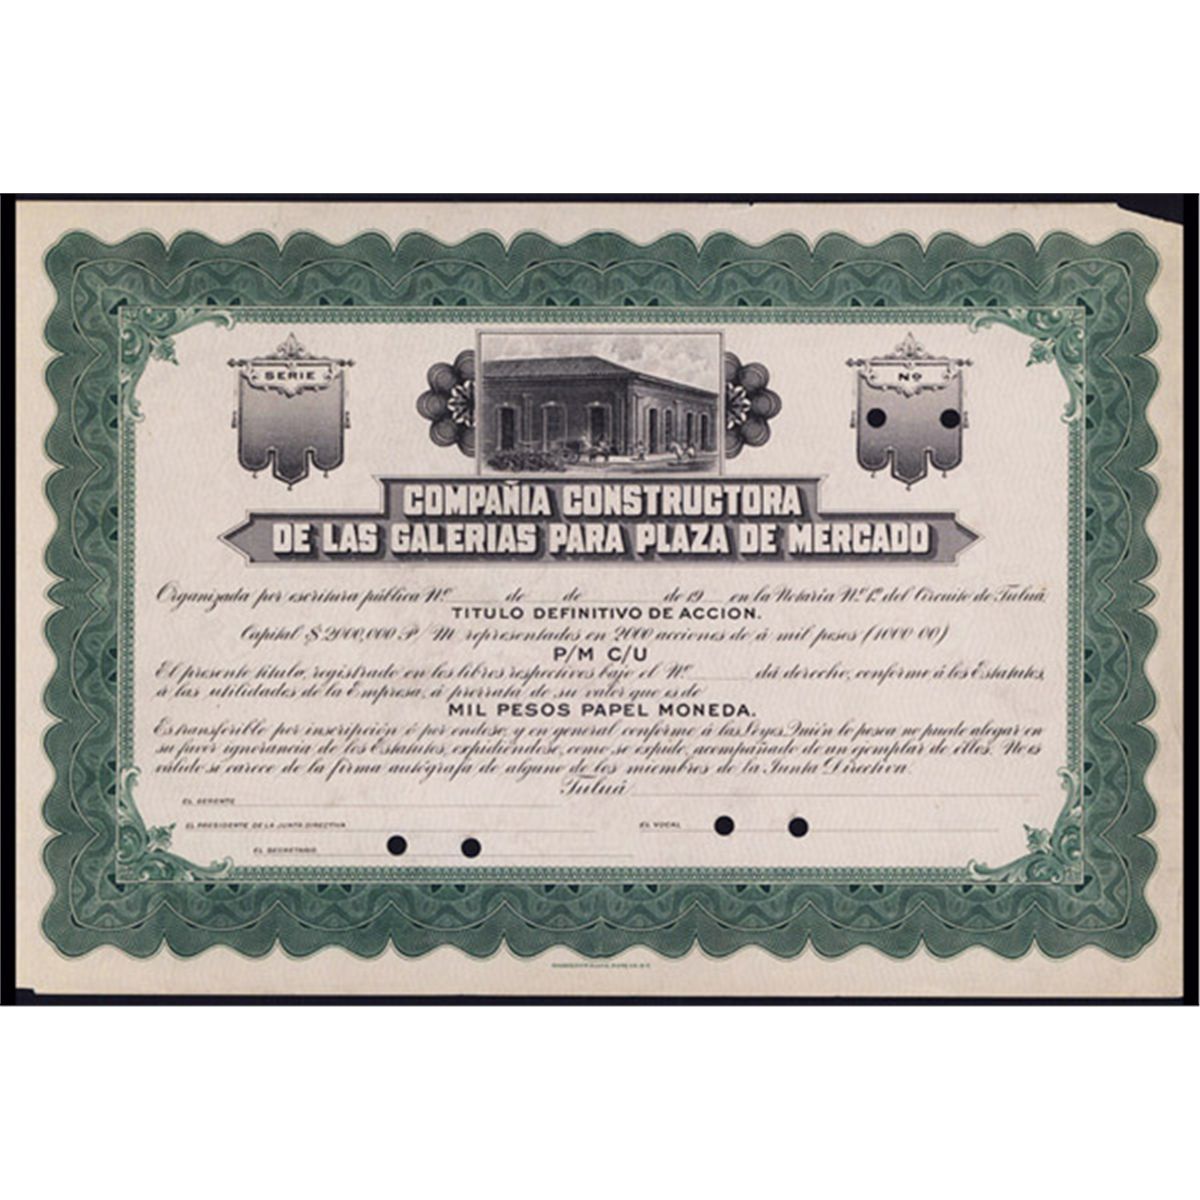 SERIE
Nº
COMPAÑIA CONSTRUCTORA
DE LAS GALERIAS PARA PLAZA DE MERCADO
Organizada por escritura pública Nº de de de 19 en la Notaria Nº 1º del Circuito de Tuluá.
TITULO DEFINITIVO DE ACCION.
Capital $2000,000 P/M representados en 2000 acciones de á mil pesos (1000 00)
P/M C/U
El presente título, registrado en los libros respectivos bajo el Nº dá derecho, conforme á los Estatutos,
á las utilidades de la Empresa, á prorrata de su valor que es de
MIL PESOS PAPEL MONEDA.
Es transferible por inscripción ó por endoso, y en general conforme á las Leyes. Quién lo posea no puede alegar en
su favor ignorancia de los Estatutos, expidiéndose, como se expide, acompañado de un ejemplar de éllos. No es
válido si carece de la firma autógrafa de alguno de los miembros de la Junta Directiva.
Tuluá
EL GERENTE
EL PRESIDENTE DE LA JUNTA DIRECTIVA
EL VOCAL
EL SECRETARIO